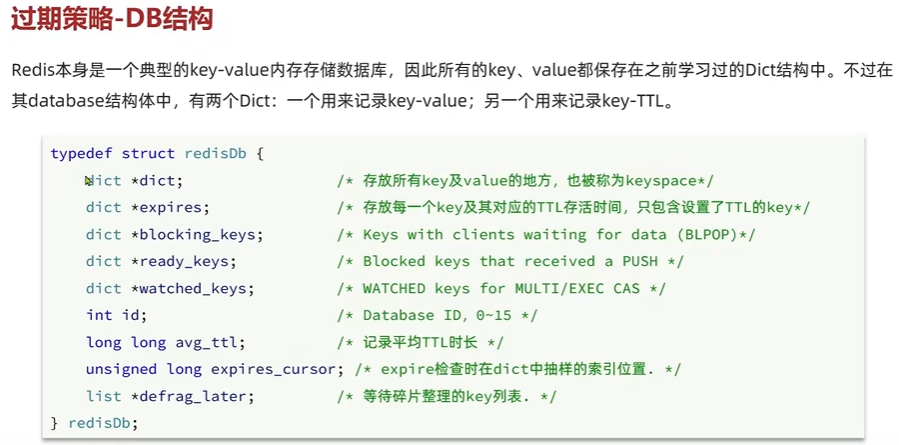 过期策略-DB结构
Redis本身是一个典型的key-value内存存储数据库，因此所有的key、value都保存在之前学习过的Dict结构中。不过在
其database结构体中，有两个Dict：一个用来记录key-value；另一个用来记录key-TTL。
typedef struct redisDb {
    dict *dict;                 /* 存放所有key及value的地方，也被称为keyspace*/
    dict *expires;              /* 存放每一个key及其对应的TTL存活时间，只包含设置了TTL的key*/
    dict *blocking_keys;        /* Keys with clients waiting for data (BLPOP)*/
    dict *ready_keys;           /* Blocked keys that received a PUSH */
    dict *watched_keys;         /* WATCHED keys for MULTI/EXEC CAS */
    int id;                     /* Database ID，0~15 */
    long long avg_ttl;          /* 记录平均TTL时长 */
    unsigned long expires_cursor; /* expire检查时在dict中抽样的索引位置. */
    list *defrag_later;         /* 等待碎片整理的key列表. */
} redisDb;